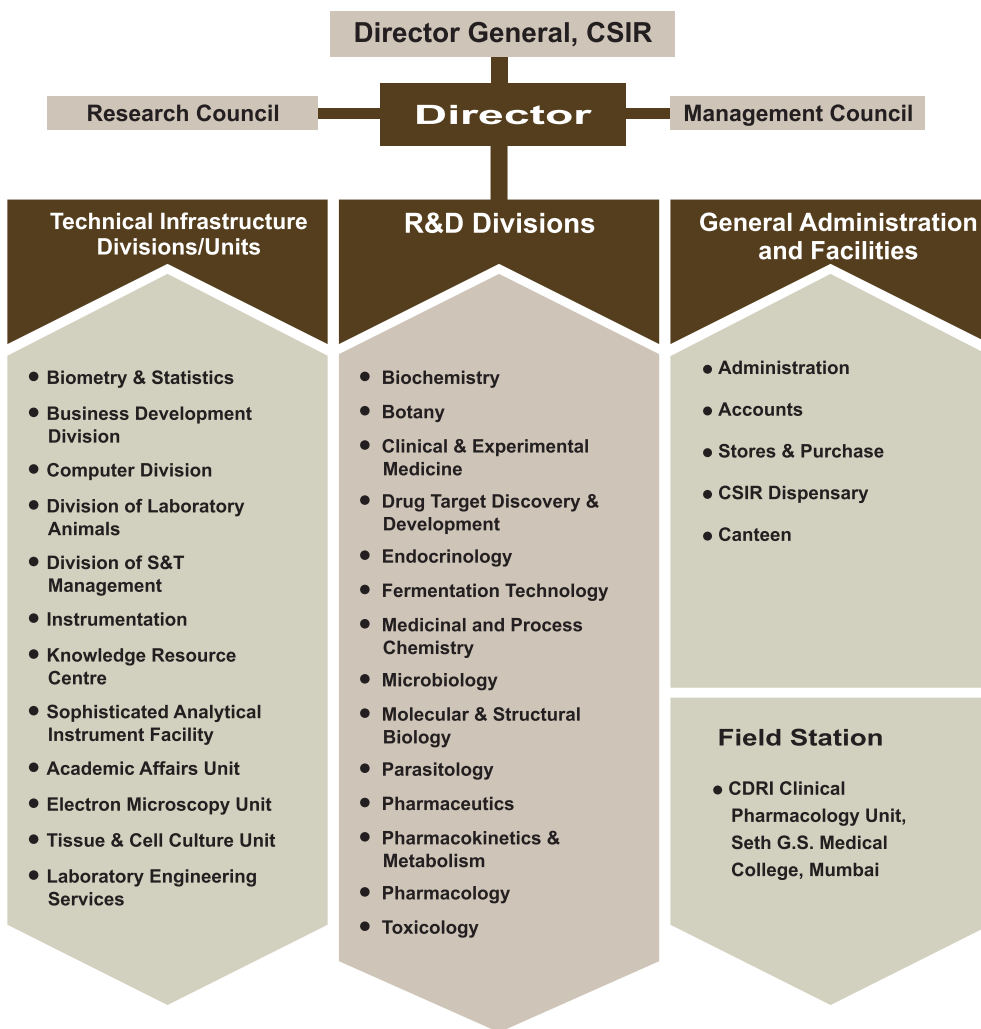 Director General, CSIR
Research Council
Director
Management Council
Technical Infrastructure
Divisions/Units
• Biometry & Statistics
• Business Development
Division
• Computer Division
• Division of Laboratory
Animals
• Division of S&T
Management
• Instrumentation
• Knowledge Resource
Centre
• Sophisticated Analytical
Instrument Facility
• Academic Affairs Unit
• Electron Microscopy Unit
• Tissue & Cell Culture Unit
• Laboratory Engineering
Services
R&D Divisions
• Biochemistry
• Botany
• Clinical & Experimental
Medicine
• Drug Target Discovery &
Development
• Endocrinology
• Fermentation Technology
• Medicinal and Process
Chemistry
• Microbiology
• Molecular & Structural
Biology
• Parasitology
• Pharmaceutics
• Pharmacokinetics &
Metabolism
• Pharmacology
• Toxicology
General Administration
and Facilities
• Administration
• Accounts
• Stores & Purchase
• CSIR Dispensary
• Canteen
Field Station
• CDRI Clinical
Pharmacology Unit,
Seth G.S. Medical
College, Mumbai